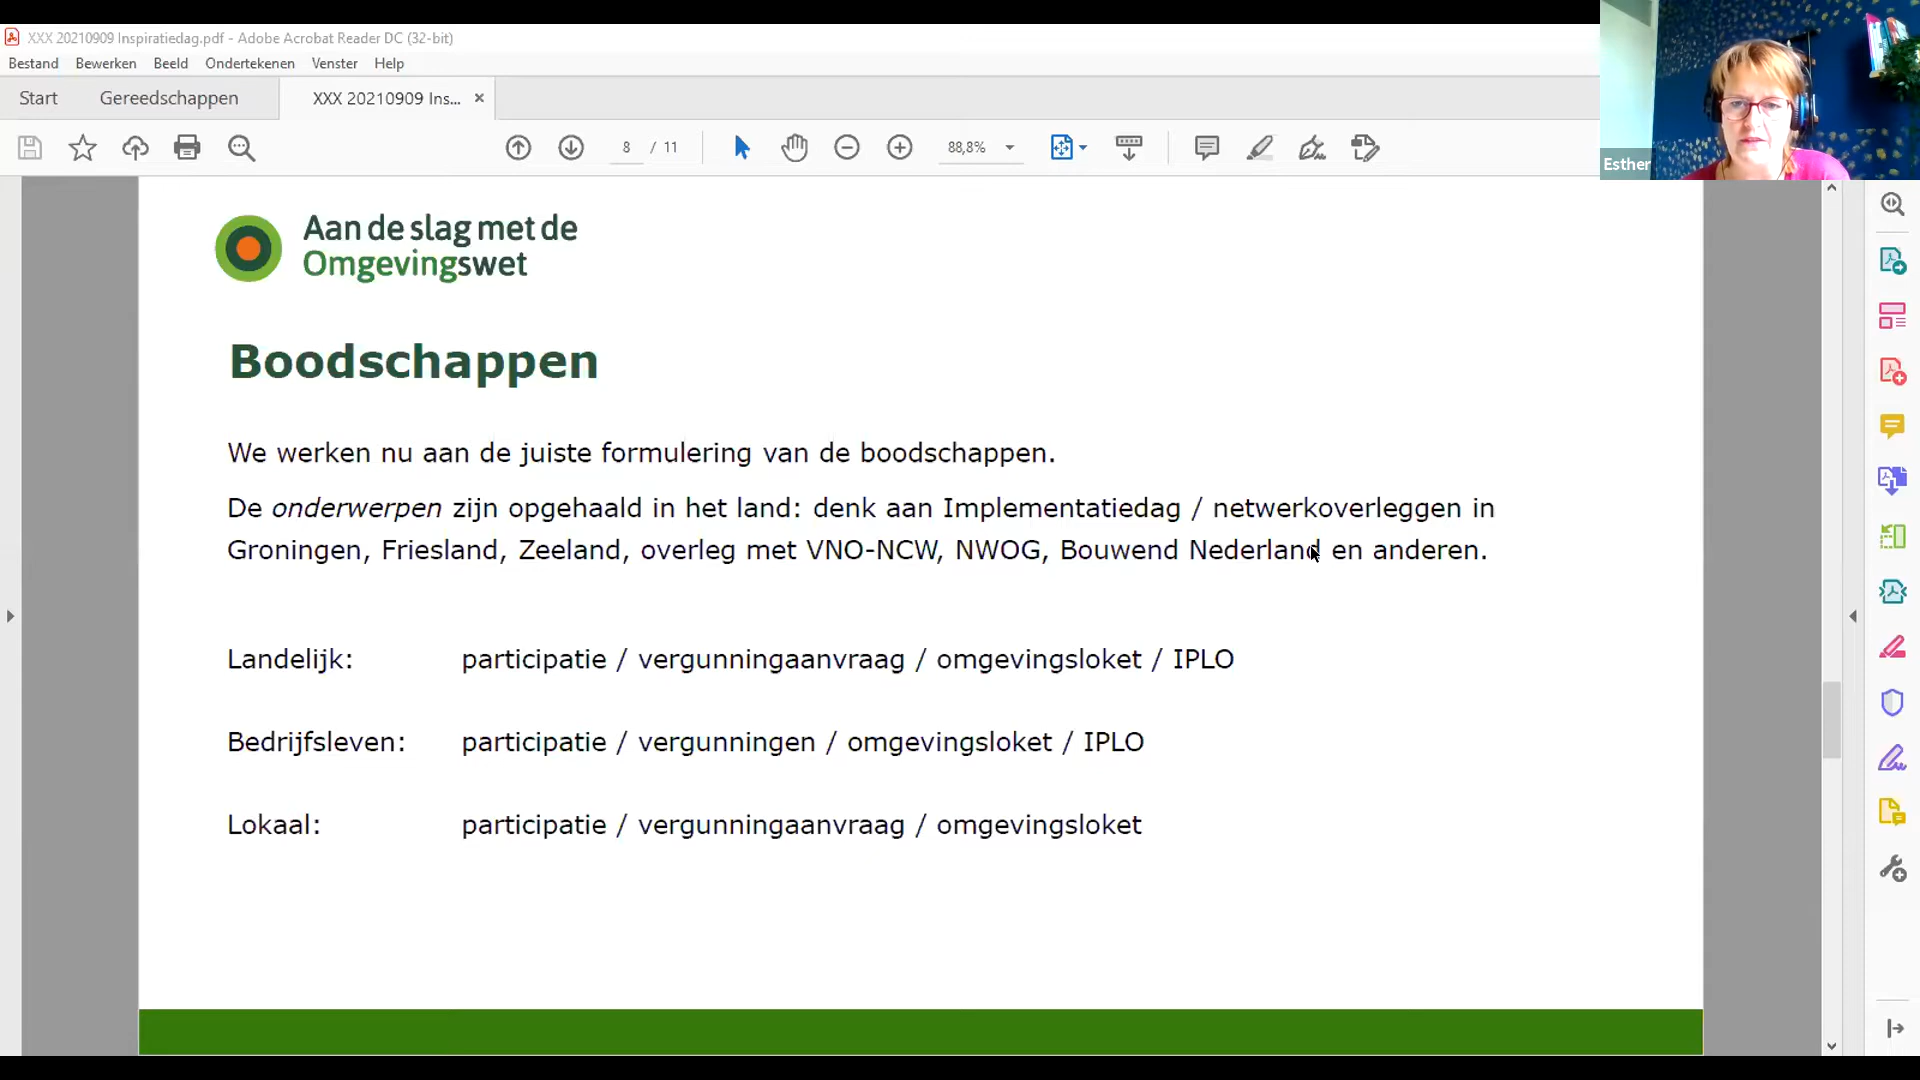 XXX 20210909 Inspiratiedag.pdf - Adobe Acrobat Reader DC (32-bit)
Bestand Bewerken Beeld Ondertekenen Venster Help
Start Gereedschappen XXX 20210909 Ins...
8 / 11 88,8%
Esther
Aan de slag met de
Omgevingswet
Boodschappen
We werken nu aan de juiste formulering van de boodschappen.
De onderwerpen zijn opgehaald in het land: denk aan Implementatiedag / netwerkoverleggen in
Groningen, Friesland, Zeeland, overleg met VNO-NCW, NWOG, Bouwend Nederland en anderen.
Landelijk: participatie / vergunningaanvraag / omgevingsloket / IPLO
Bedrijfsleven: participatie / vergunningen / omgevingsloket / IPLO
Lokaal: participatie / vergunningaanvraag / omgevingsloket